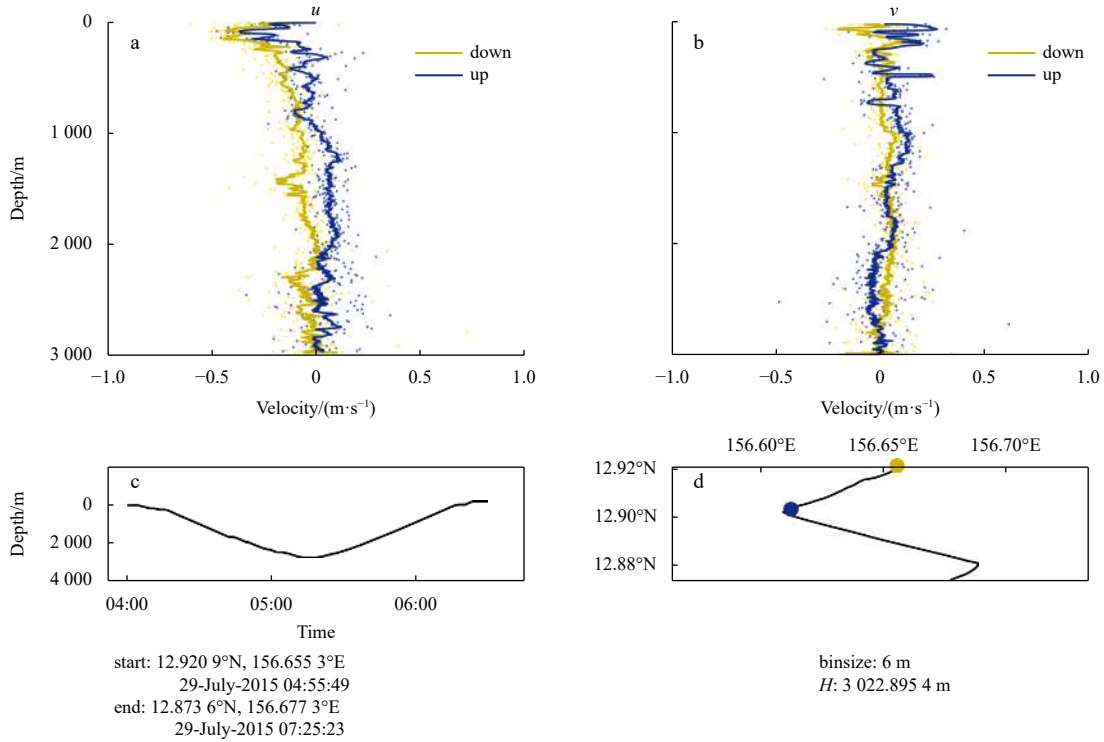 u
v
0
1 000
2 000
3 000
Depth/m
a
down
up
−1.0
−0.5
0
0.5
1.0
Velocity/(m·s⁻¹)
b
down
up
−1.0
−0.5
0
0.5
1.0
Velocity/(m·s⁻¹)
c
0
2 000
4 000
Depth/m
04:00
05:00
06:00
Time
156.60°E
156.65°E
156.70°E
d
12.92°N
12.90°N
12.88°N
start: 12.920 9°N, 156.655 3°E
29-July-2015 04:55:49
end: 12.873 6°N, 156.677 3°E
29-July-2015 07:25:23
binsize: 6 m
H: 3 022.895 4 m